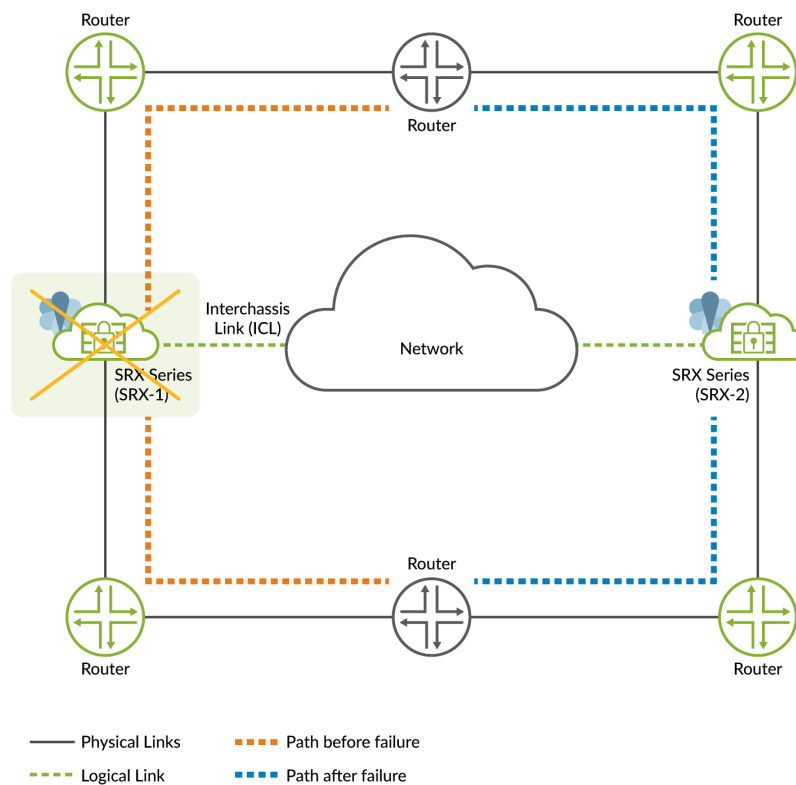 Router
Router
Router
Interchassis
Link (ICL)
Network
SRX Series
(SRX-1)
SRX Series
(SRX-2)
Router
Router
Router
Physical Links
Path before failure
Logical Link
Path after failure